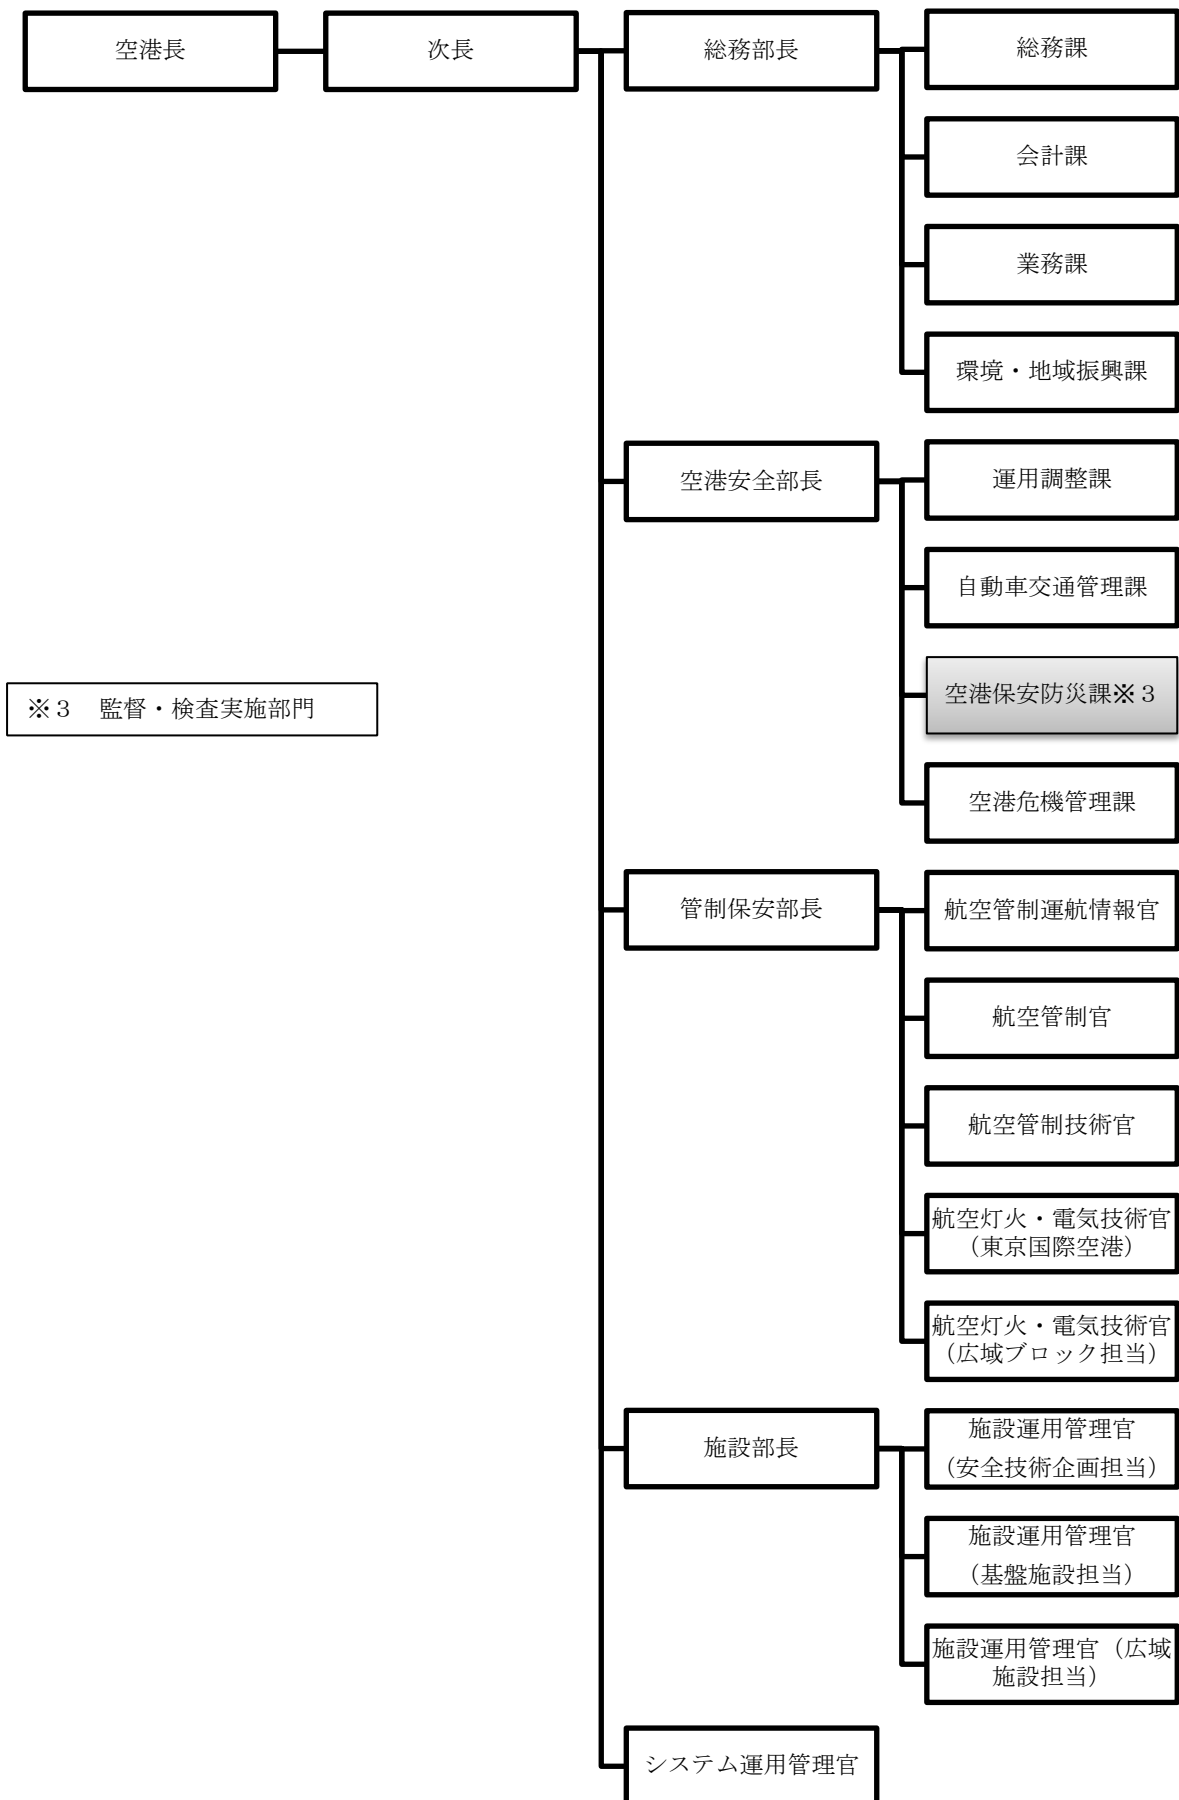 空港長
次長
総務部長
総務課
会計課
業務課
環境・地域振興課
空港安全部長
運用調整課
自動車交通管理課
空港保安防災課※３
※３　監督・検査実施部門
空港危機管理課
管制保安部長
航空管制運航情報官
航空管制官
航空管制技術官
航空灯火・電気技術官
（東京国際空港）
航空灯火・電気技術官
（広域ブロック担当）
施設部長
施設運用管理官
（安全技術企画担当）
施設運用管理官
（基盤施設担当）
施設運用管理官（広域
施設担当）
システム運用管理官